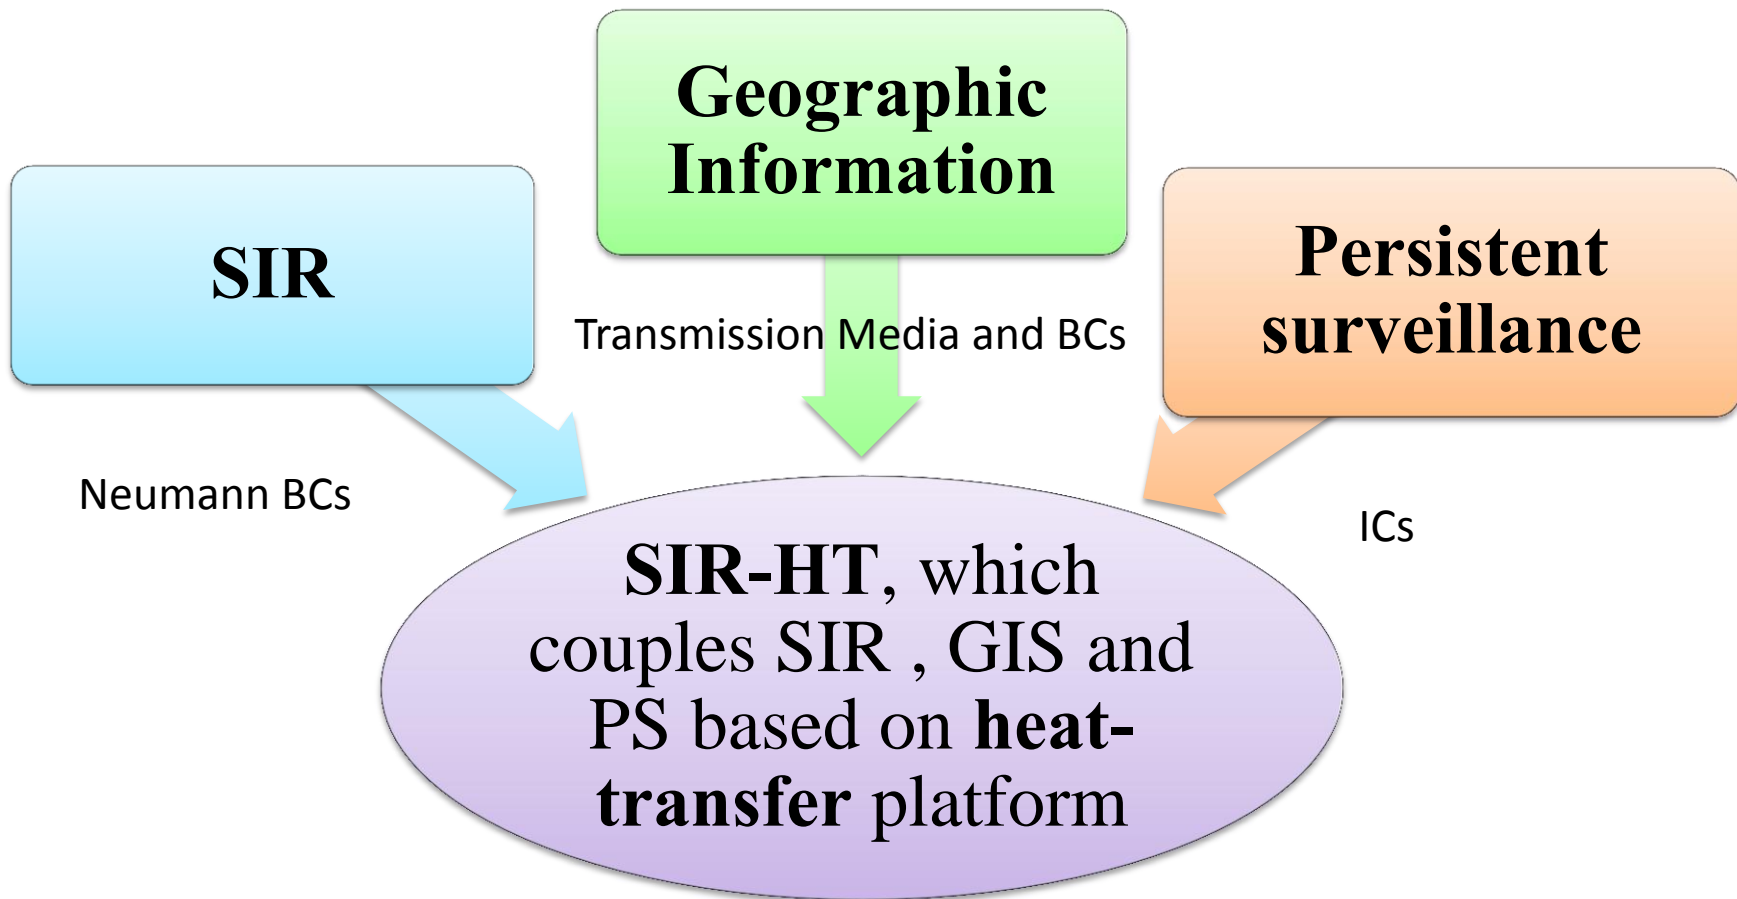 Geographic
Information
SIR
Persistent
surveillance
Transmission Media and BCs
Neumann BCs
ICs
SIR-HT, which
couples SIR , GIS and
PS based on heat-
transfer platform